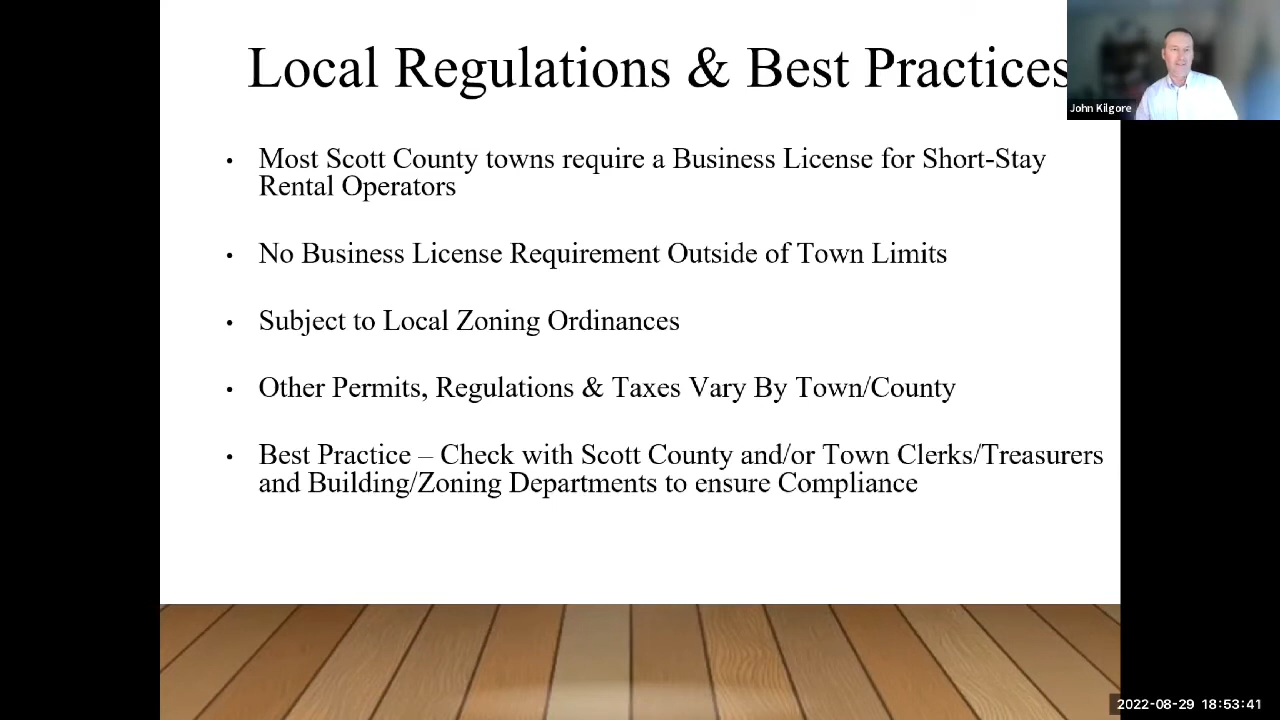 Local Regulations & Best Practices
John Kilgore
• Most Scott County towns require a Business License for Short-Stay
Rental Operators
• No Business License Requirement Outside of Town Limits
• Subject to Local Zoning Ordinances
• Other Permits, Regulations & Taxes Vary By Town/County
• Best Practice – Check with Scott County and/or Town Clerks/Treasurers
and Building/Zoning Departments to ensure Compliance
2022-08-29 18:53:41